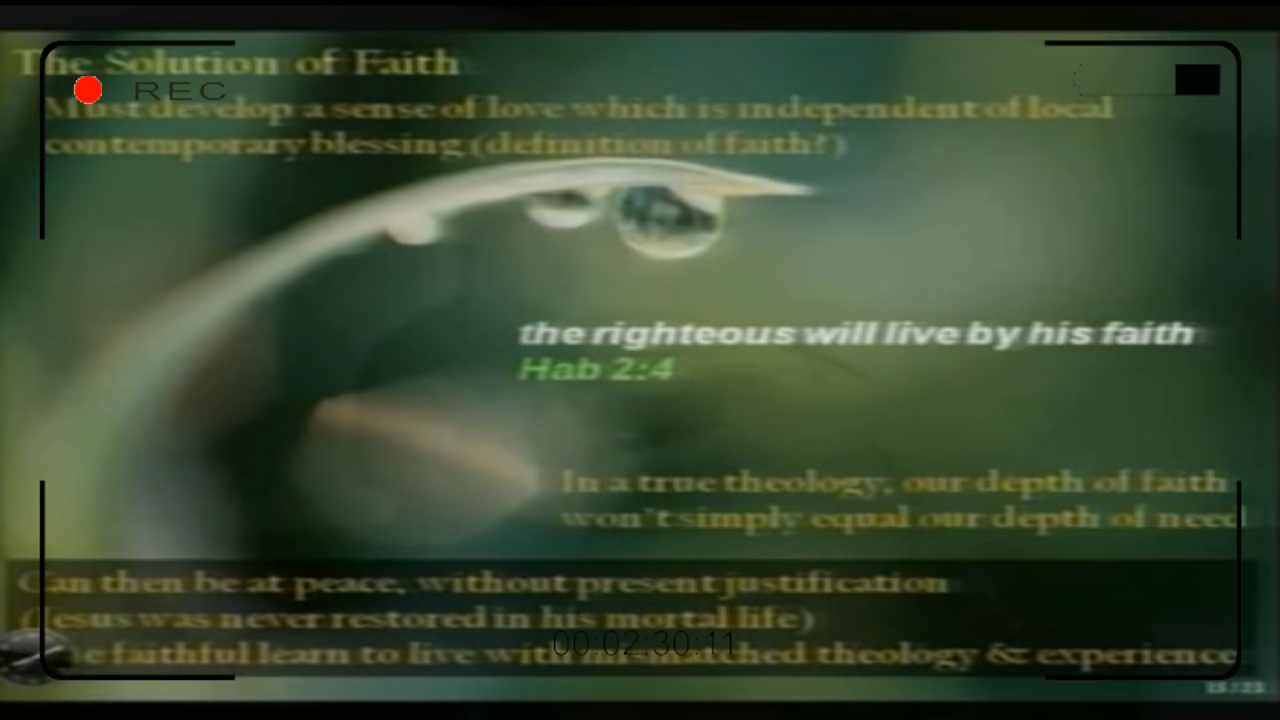 The Solution of Faith
REC
Must develop a sense of love which is independent of local
contemporary blessing (definition of faith?)
the righteous will live by his faith
Hab 2:4
In a true theology, our depth of faith
won't simply equal our depth of need
Can then be at peace, without present justification
(Jesus was never restored in his mortal life)
00:02:30:11
faithful learn to live with mismatched theology & experience